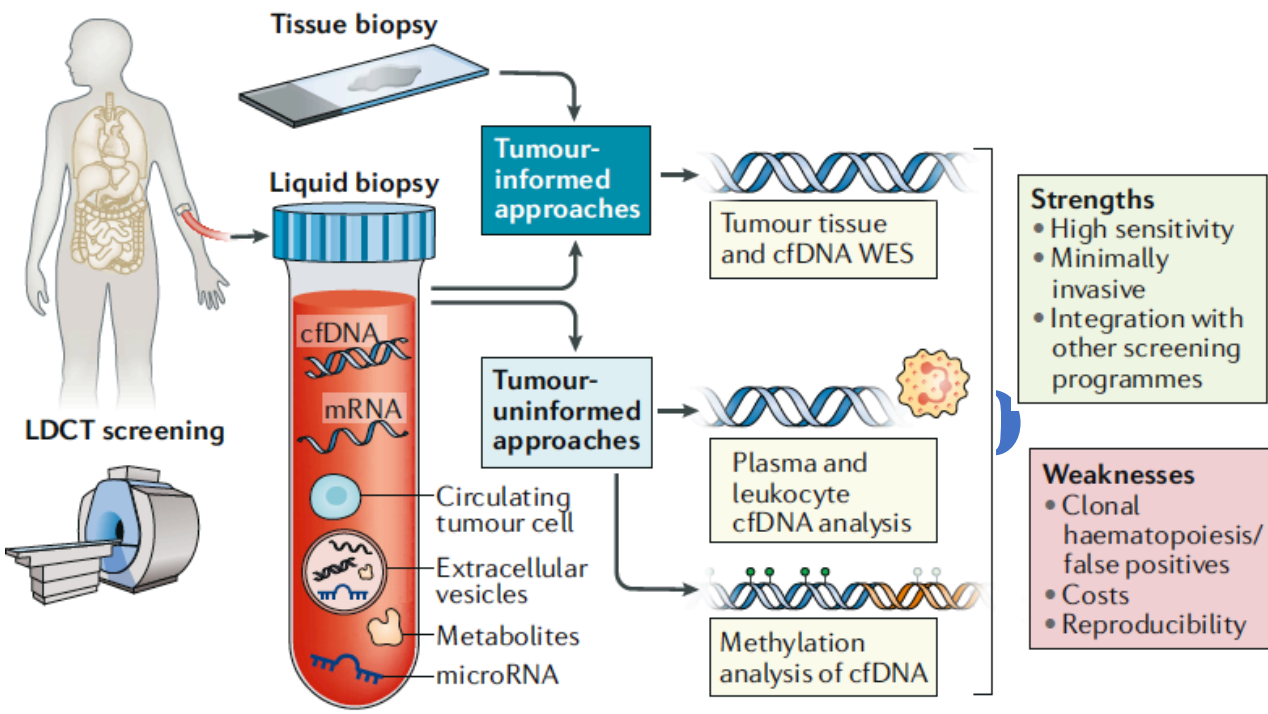 Tissue biopsy
Liquid biopsy
LDCT screening
cfDNA
mRNA
Circulating
tumour cell
Extracellular
vesicles
Metabolites
microRNA
Tumour-
informed
approaches
Tumour-
uninformed
approaches
Tumour tissue
and cfDNA WES
Plasma and
leukocyte
cfDNA analysis
Methylation
analysis of cfDNA
Strengths
• High sensitivity
• Minimally
invasive
• Integration with
other screening
programmes
Weaknesses
• Clonal
haematopoiesis/
false positives
• Costs
• Reproducibility